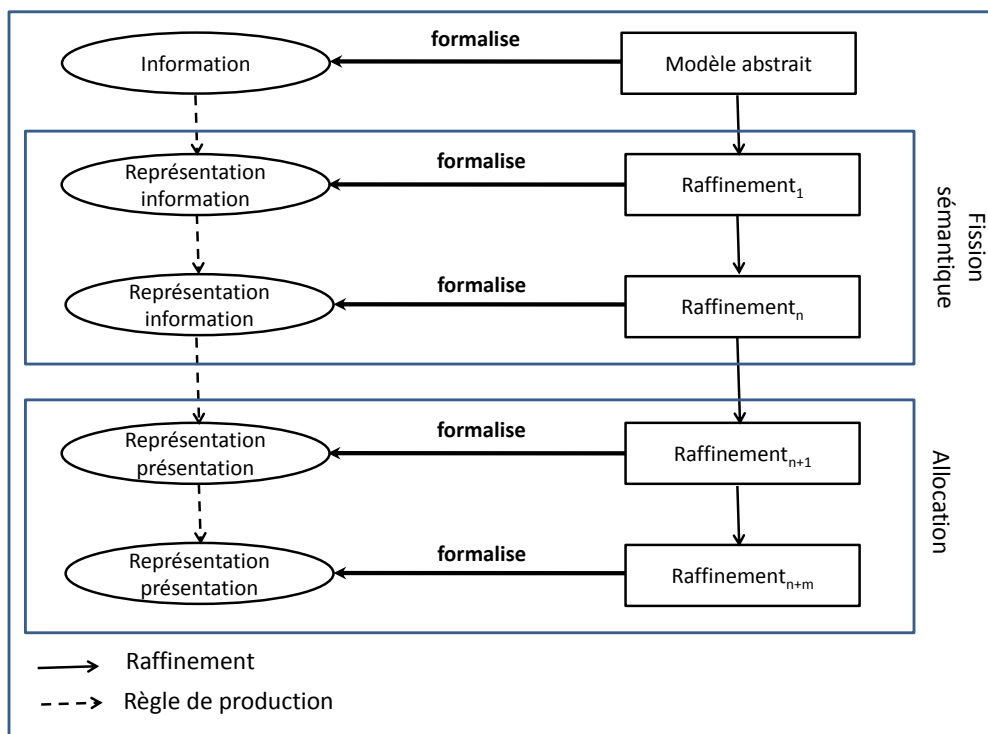 formalise
Information
Modèle abstrait
formalise
Représentation
information
Raffinement1
Fission
sémantique
formalise
Représentation
information
Raffinementn
formalise
Représentation
présentation
Raffinementn+1
Allocation
formalise
Représentation
présentation
Raffinementn+m
Raffinement
Règle de production